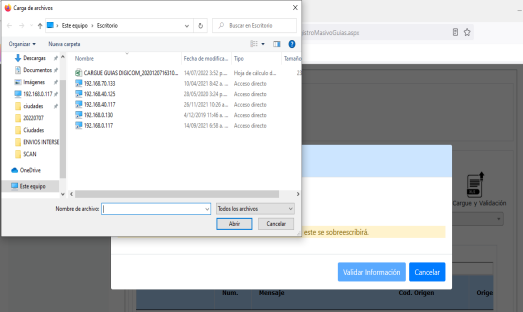 Carga de archivos
Este equipo > Escritorio
Buscar en Escritorio
Organizar
Nueva carpeta
Nombre Fecha de modifica... Tipo Tamaño
Descargas
Documentos
Imágenes
192.168.0.117
ciudades
20220707
Ciudades
ENVIOS INTERSE
SCAN
OneDrive
Este equipo
CARGUE GUIAS DIGICOM_2020120716310... 14/07/2022 3:52 p. ... Hoja de cálculo d... 23
192.168.70.133 10/04/2021 8:42 a. ... Acceso directo
192.168.40.125 28/05/2020 3:24 p. ... Acceso directo
192.168.40.117 26/11/2021 10:26 a... Acceso directo
192.168.0.130 4/12/2019 11:46 a. ... Acceso directo
192.168.0.117 14/09/2021 6:58 a. ... Acceso directo
Nombre de archivo:
Todos los archivos
Abrir
Cancelar
astroMasivoGuias.aspx
Cargue y Validación
este se sobreescribirá.
Validar Información
Cancelar
Num. Mensaje Cod. Origen Orige